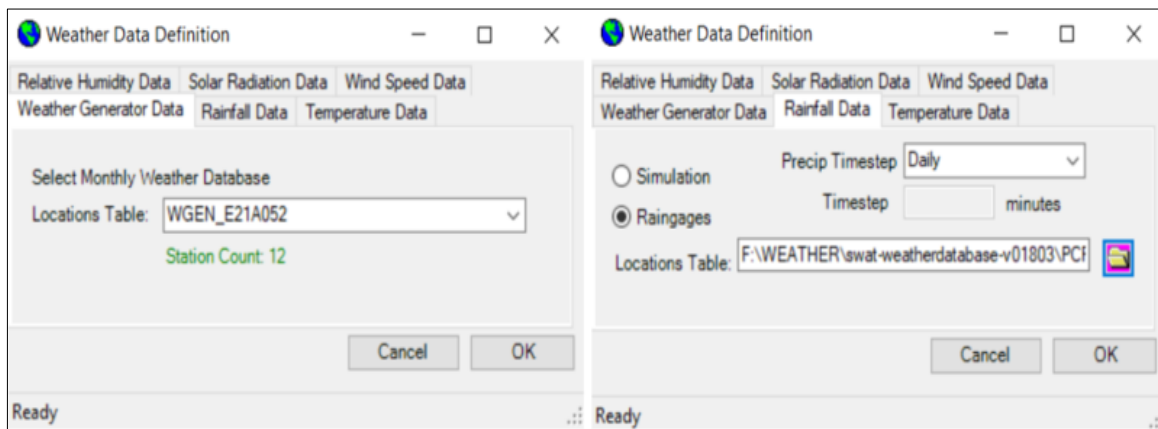 Weather Data Definition
Relative Humidity Data Solar Radiation Data Wind Speed Data
Weather Generator Data Rainfall Data Temperature Data
Select Monthly Weather Database
Locations Table: WGEN_E21A052
Station Count: 12
Cancel OK
Ready
Weather Data Definition
Relative Humidity Data Solar Radiation Data Wind Speed Data
Weather Generator Data Rainfall Data Temperature Data
Simulation
Precip Timestep Daily
Raingages
Timestep minutes
Locations Table: F:\WEATHER\swat-weatherdatabase-v01803\PCF
Cancel OK
Ready